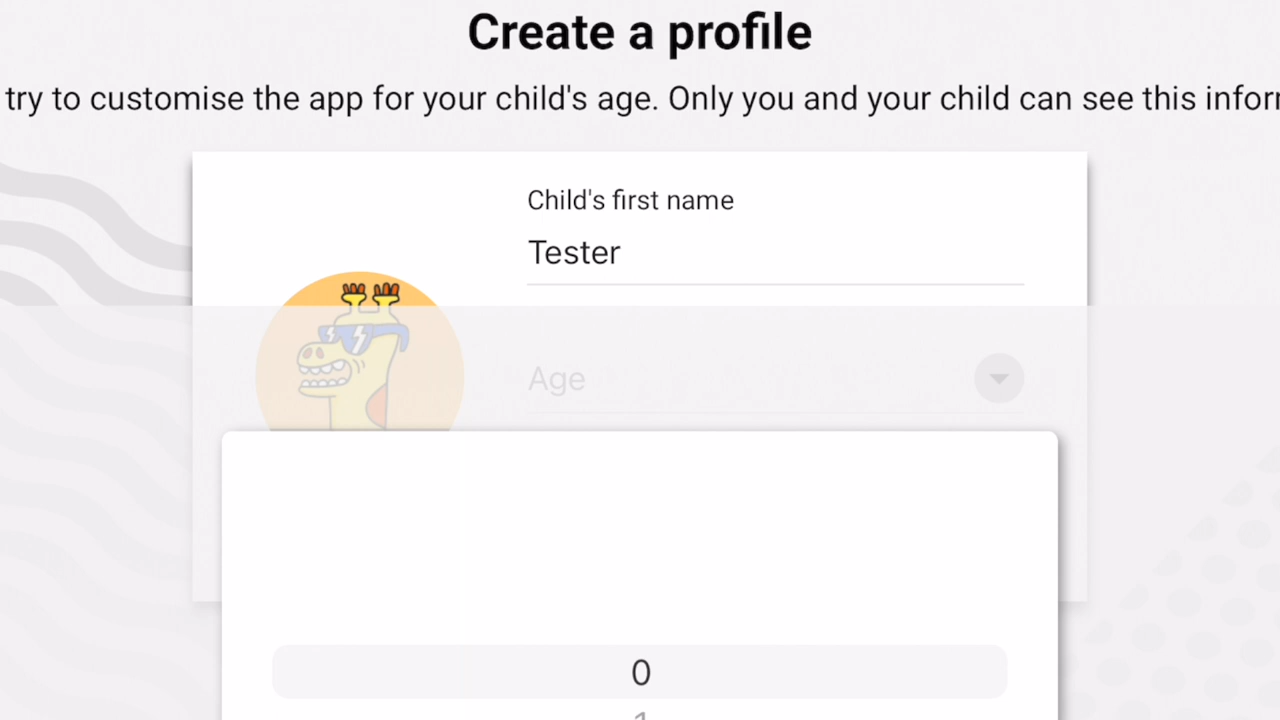 Create a profile
try to customise the app for your child's age. Only you and your child can see this
Child's first name
Tester
Age
0
1